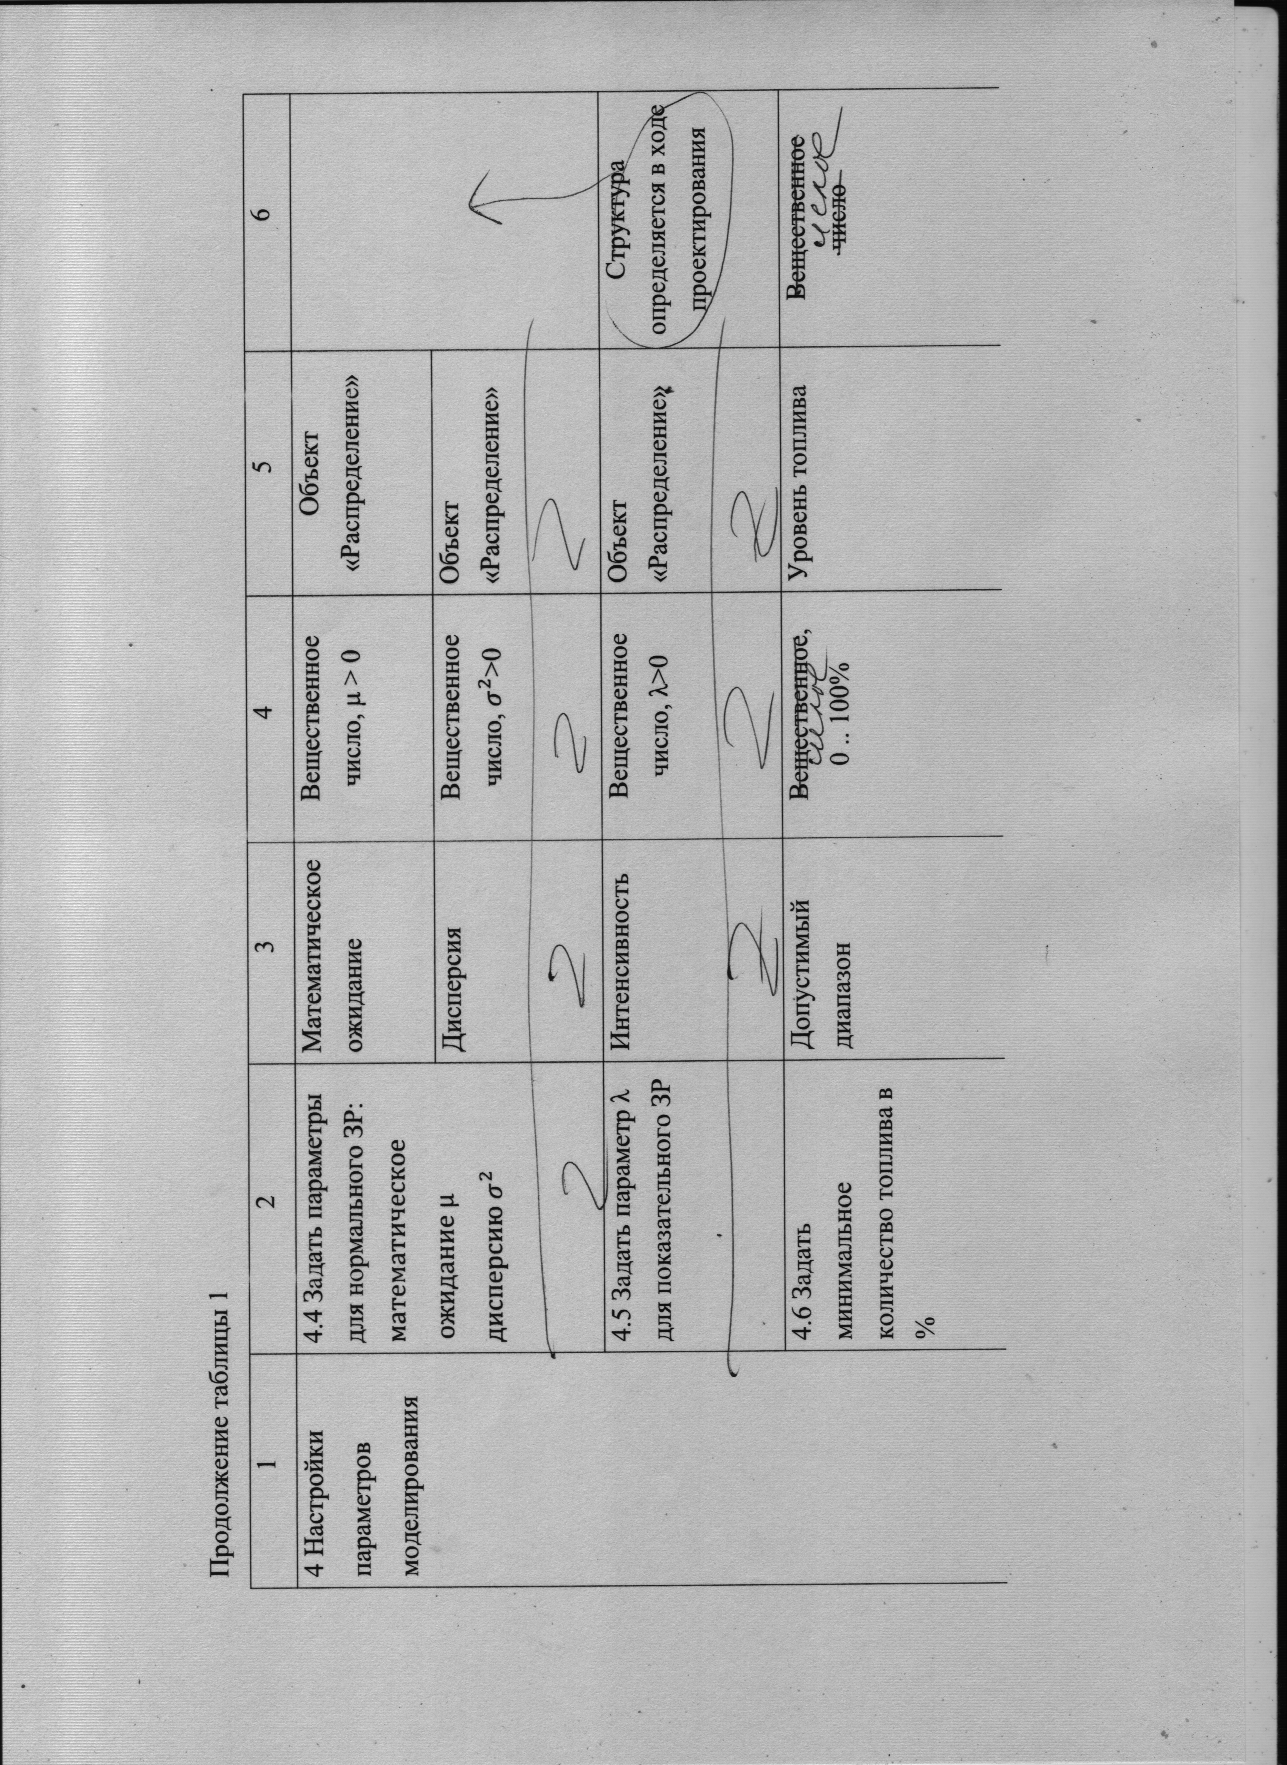 Продолжение таблицы 1
1 2 3 4 5 6
4 Настройки
параметров
моделирования
4.4 Задать параметры
для нормального ЗР:
математическое
ожидание μ
дисперсию σ²
Математическое
ожидание
Вещественное
число, μ > 0
Объект
«Распределение»
Дисперсия
Вещественное
число, σ²>0
Объект
«Распределение»
2 2 2 2
4.5 Задать параметр λ
для показательного ЗР
Интенсивность
Вещественное
число, λ>0
Объект
«Распределение»
Структура
определяется в ходе
проектирования
2 2 2
4.6 Задать
минимальное
количество топлива в
%
Допустимый
диапазон
Вещественное,
целое
0 .. 100%
Уровень топлива
Вещественное
целое
число